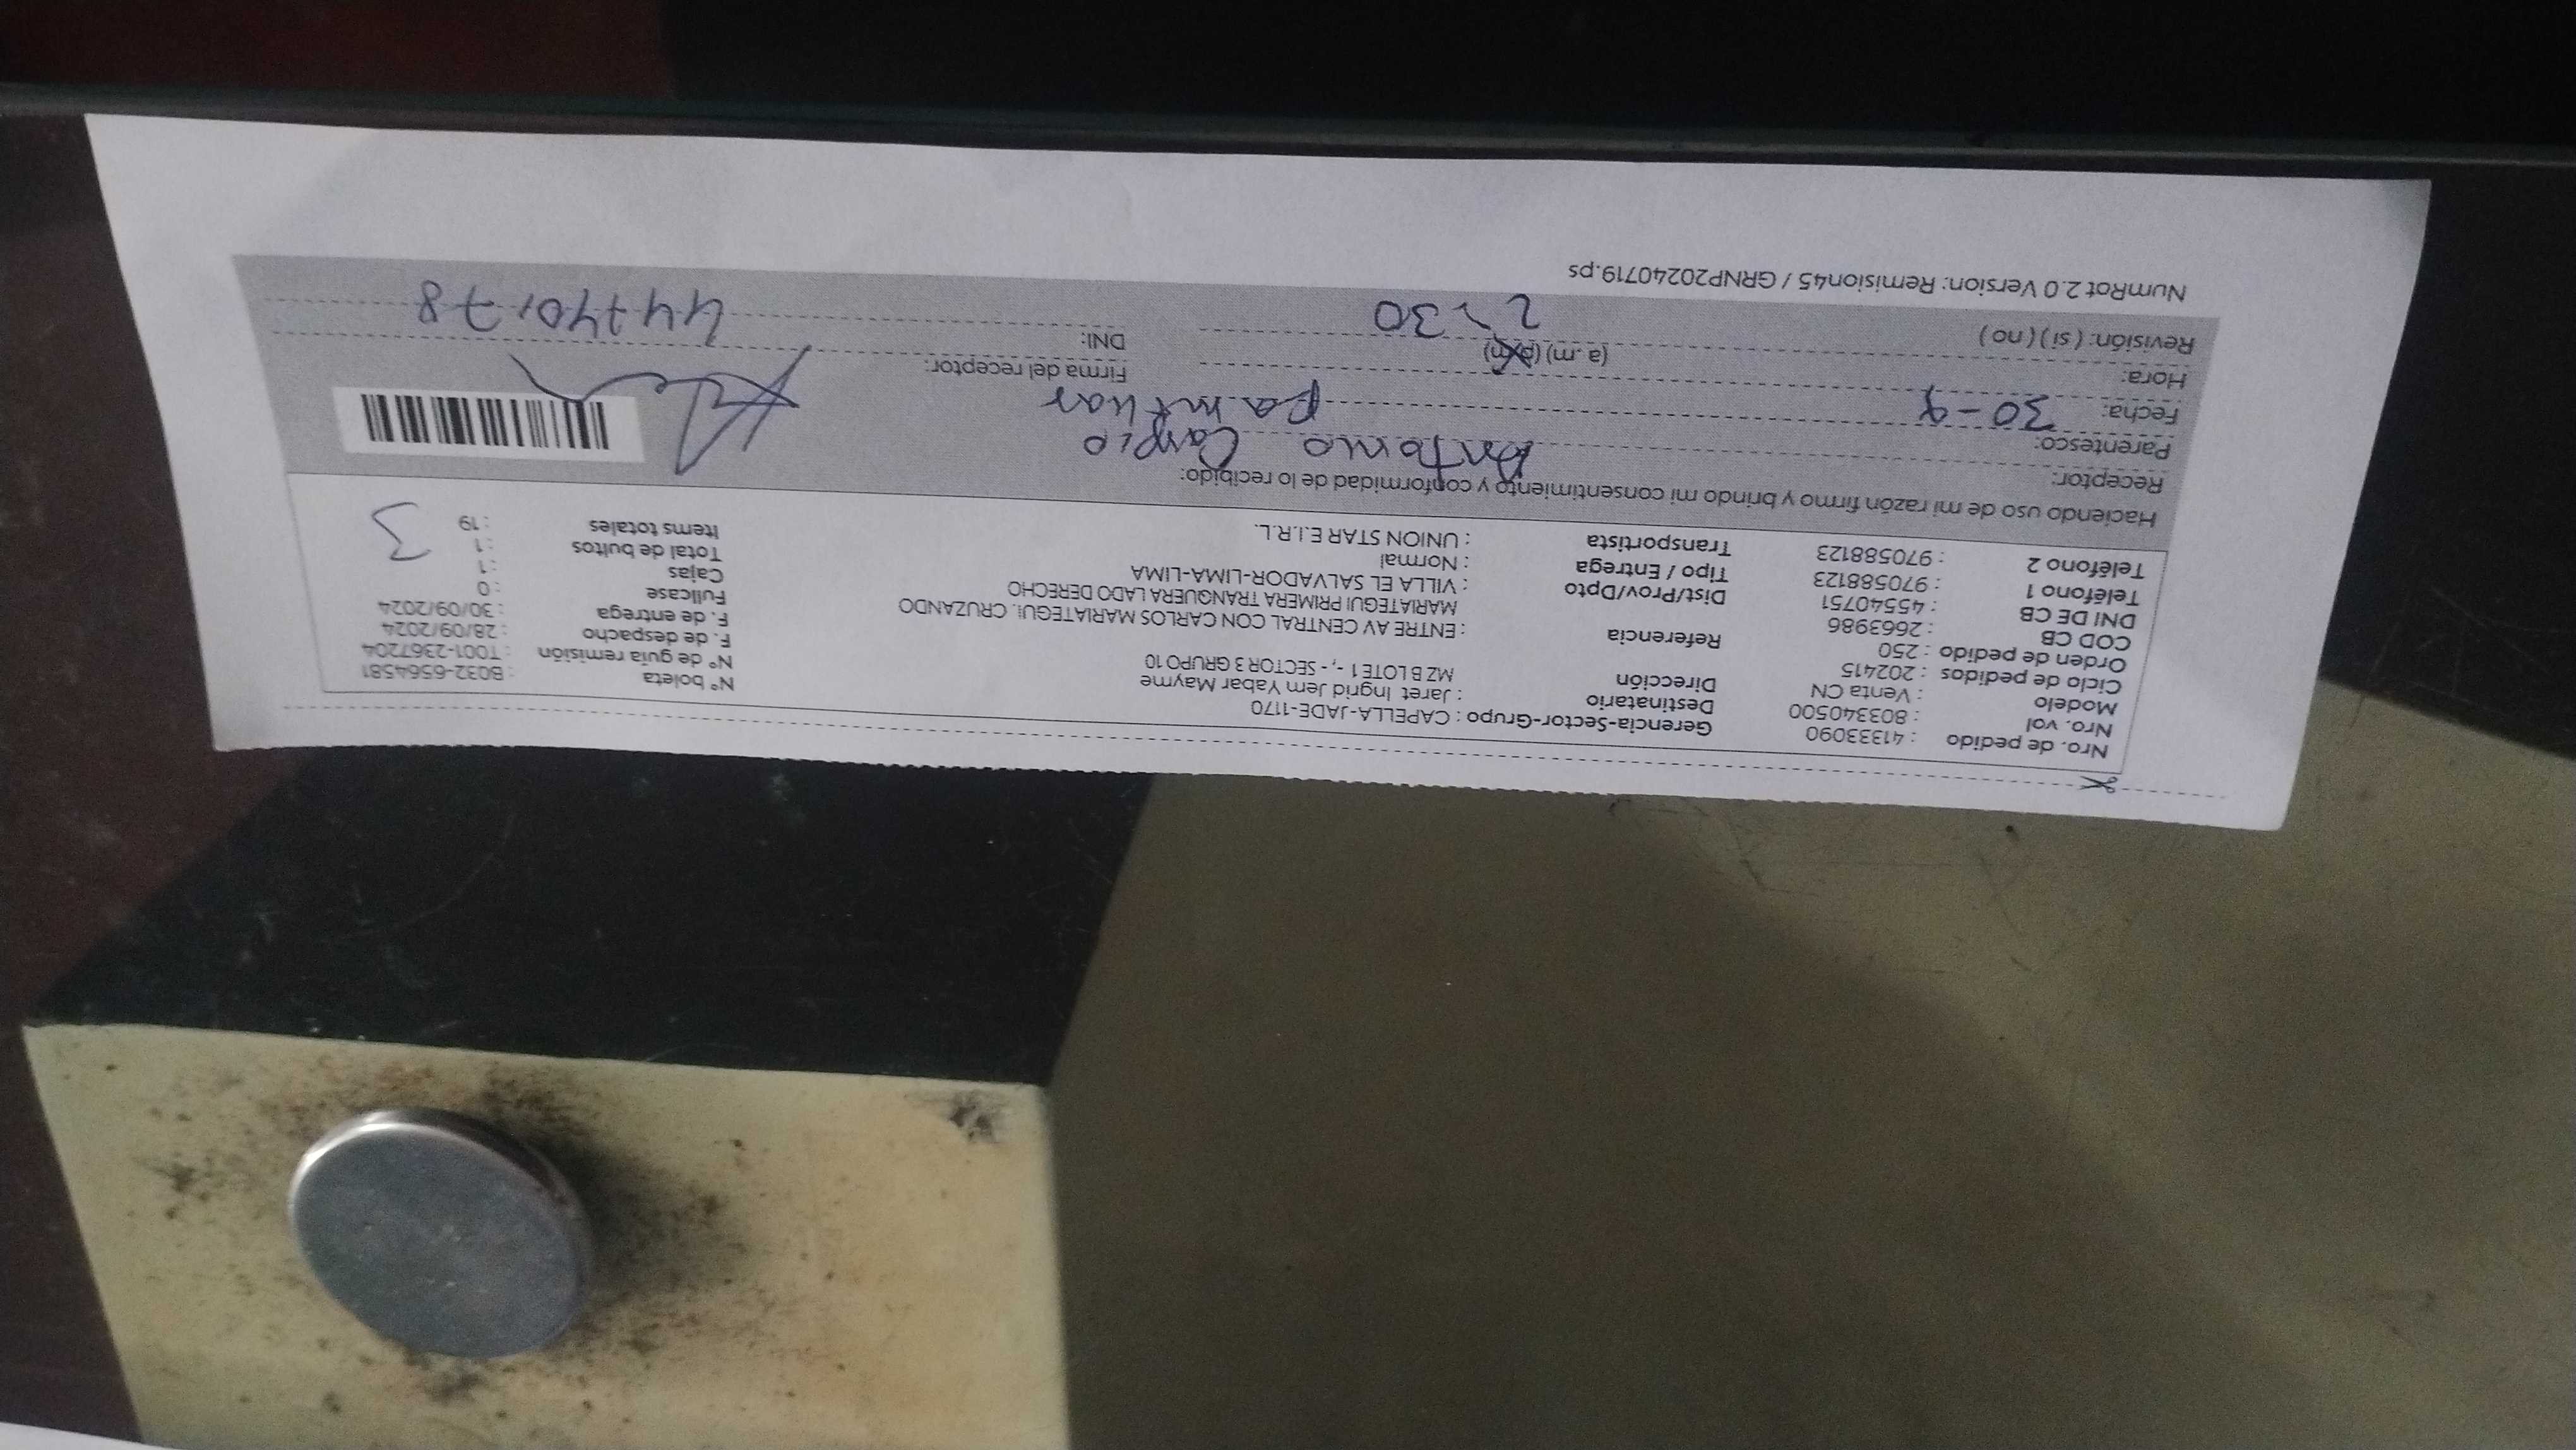 Nro. de pedido : 41333090
Nro. vol : 803340500
Modelo : Venta CN
Ciclo de pedidos : 202415
Orden de pedido : 250
COD CB : 2663986
DNI DE CB : 45540751
Teléfono 1 : 970588123
Teléfono 2 : 970588123
Gerencia-Sector-Grupo : CAPELLA-JADE-1170
Destinatario : Jaret Ingrid Jem Yabar Mayme
Dirección MZ B LOTE 1 -, - SECTOR 3 GRUPO 10
Referencia : ENTRE AV CENTRAL CON CARLOS MARIATEGUI. CRUZANDO
MARIATEGUI PRIMERA TRANQUERA LADO DERECHO
Dist/Prov/Dpto : VILLA EL SALVADOR-LIMA-LIMA
Tipo / Entrega : Normal
Transportista : UNION STAR E.I.R.L.
N° boleta : B032-6564581
N° de guía remisión : T001-2367204
F. de despacho : 28/09/2024
F. de entrega : 30/09/2024
Fullcase : 0
Cajas : 1
Total de bultos : 1
Items totales : 19
3
Haciendo uso de mi razón firmo y brindo mi consentimiento y conformidad de lo recibido:
Receptor: Antonio Carpio
Parentesco: familiar
Fecha: 30-9
Hora: (a.m) (p.m)
2:30
Revisión: ( si ) ( no )
Firma del receptor:
DNI:
NumRot 2.0 Version: Remision45 / GRNP20240719.ps